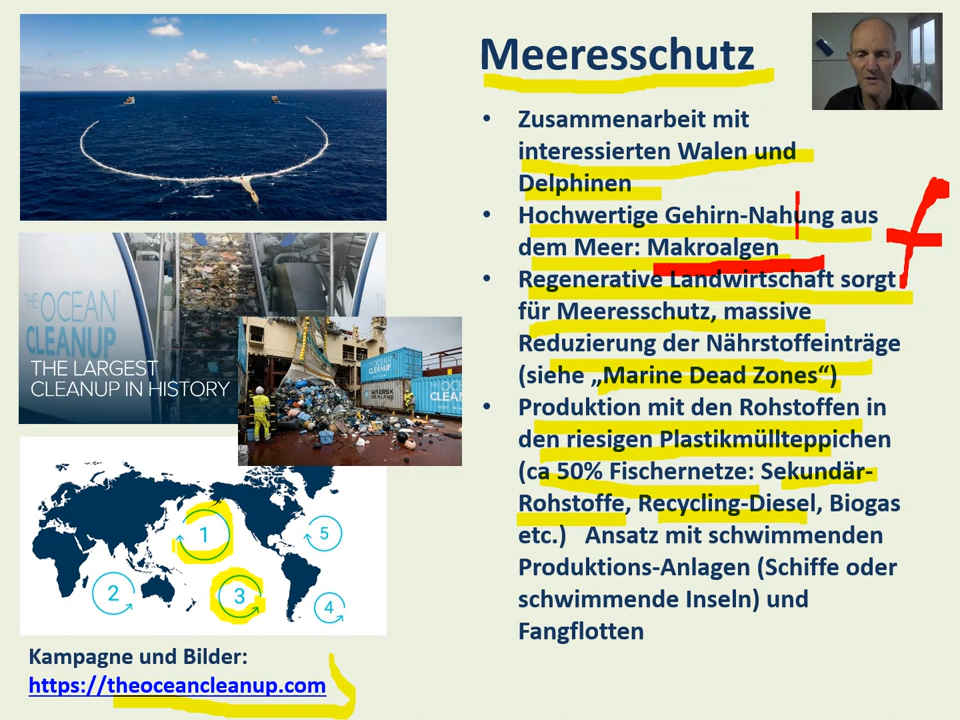 Meeresschutz
• Zusammenarbeit mit
interessierten Walen und
Delphinen
• Hochwertige Gehirn-Nahung aus
dem Meer: Makroalgen
• Regenerative Landwirtschaft sorgt
für Meeresschutz, massive
Reduzierung der Nährstoffeinträge
(siehe „Marine Dead Zones“)
• Produktion mit den Rohstoffen in
den riesigen Plastikmüllteppichen
(ca 50% Fischernetze: Sekundär-
Rohstoffe, Recycling-Diesel, Biogas
etc.) Ansatz mit schwimmenden
Produktions-Anlagen (Schiffe oder
schwimmende Inseln) und
Fangflotten
THE OCEAN
CLEANUP
THE LARGEST
CLEANUP IN HISTORY
1
2
3
4
5
Kampagne und Bilder:
https://theoceancleanup.com